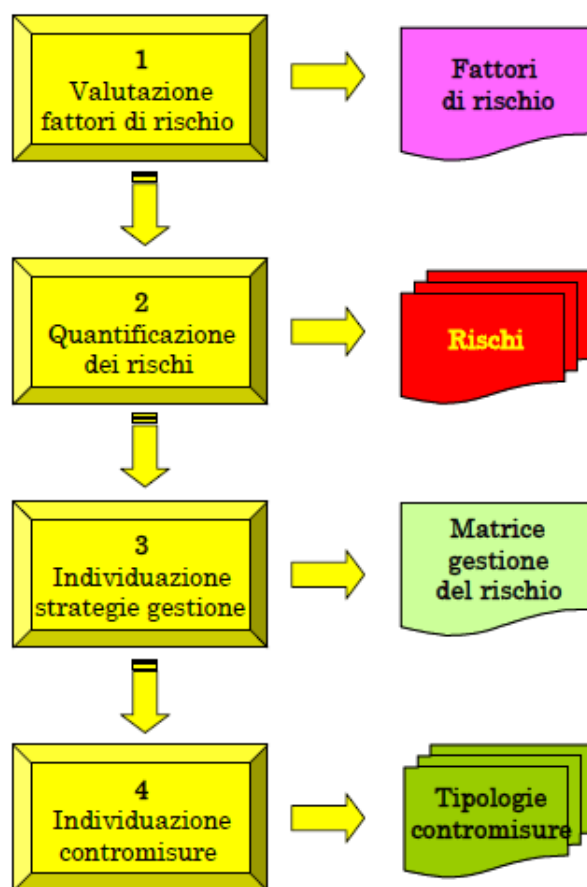 1
Valutazione
fattori di rischio
Fattori
di rischio
2
Quantificazione
dei rischi
Rischi
3
Individuazione
strategie gestione
Matrice
gestione
del rischio
4
Individuazione
contromisure
Tipologie
contromisure